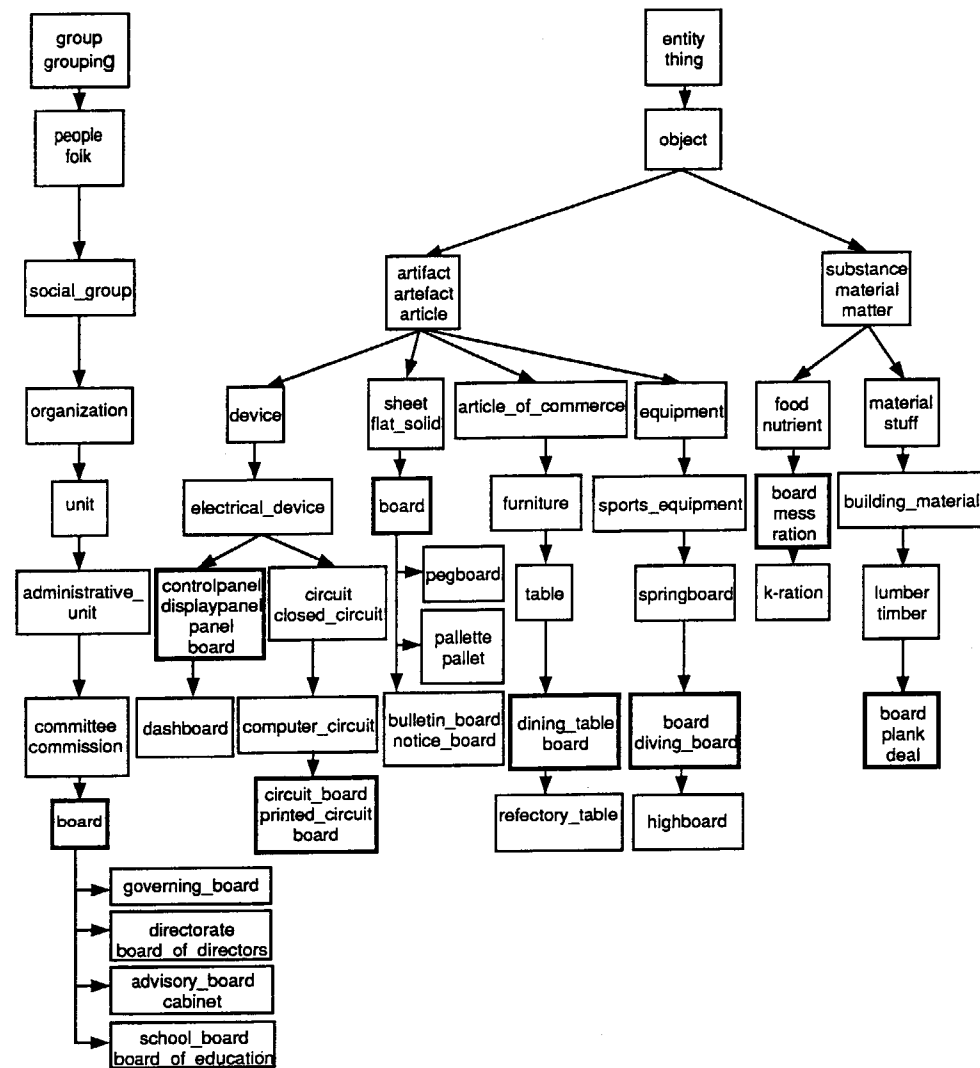 group
grouping
entity
thing
people
folk
object
social_group
artifact
artefact
article
substance
material
matter
organization
device
sheet
flat_solid
article_of_commerce
equipment
food
nutrient
material
stuff
unit
electrical_device
board
furniture
sports_equipment
board
mess
ration
building_material
administrative_
unit
controlpanel
displaypanel
panel
board
circuit
closed_circuit
pegboard
pallette
pallet
table
springboard
k-ration
lumber
timber
committee
commission
dashboard
computer_circuit
bulletin_board
notice_board
dining_table
board
board
diving_board
board
plank
deal
board
circuit_board
printed_circuit
board
refectory_table
highboard
governing_board
directorate
board_of_directors
advisory_board
cabinet
school_board
board_of_education